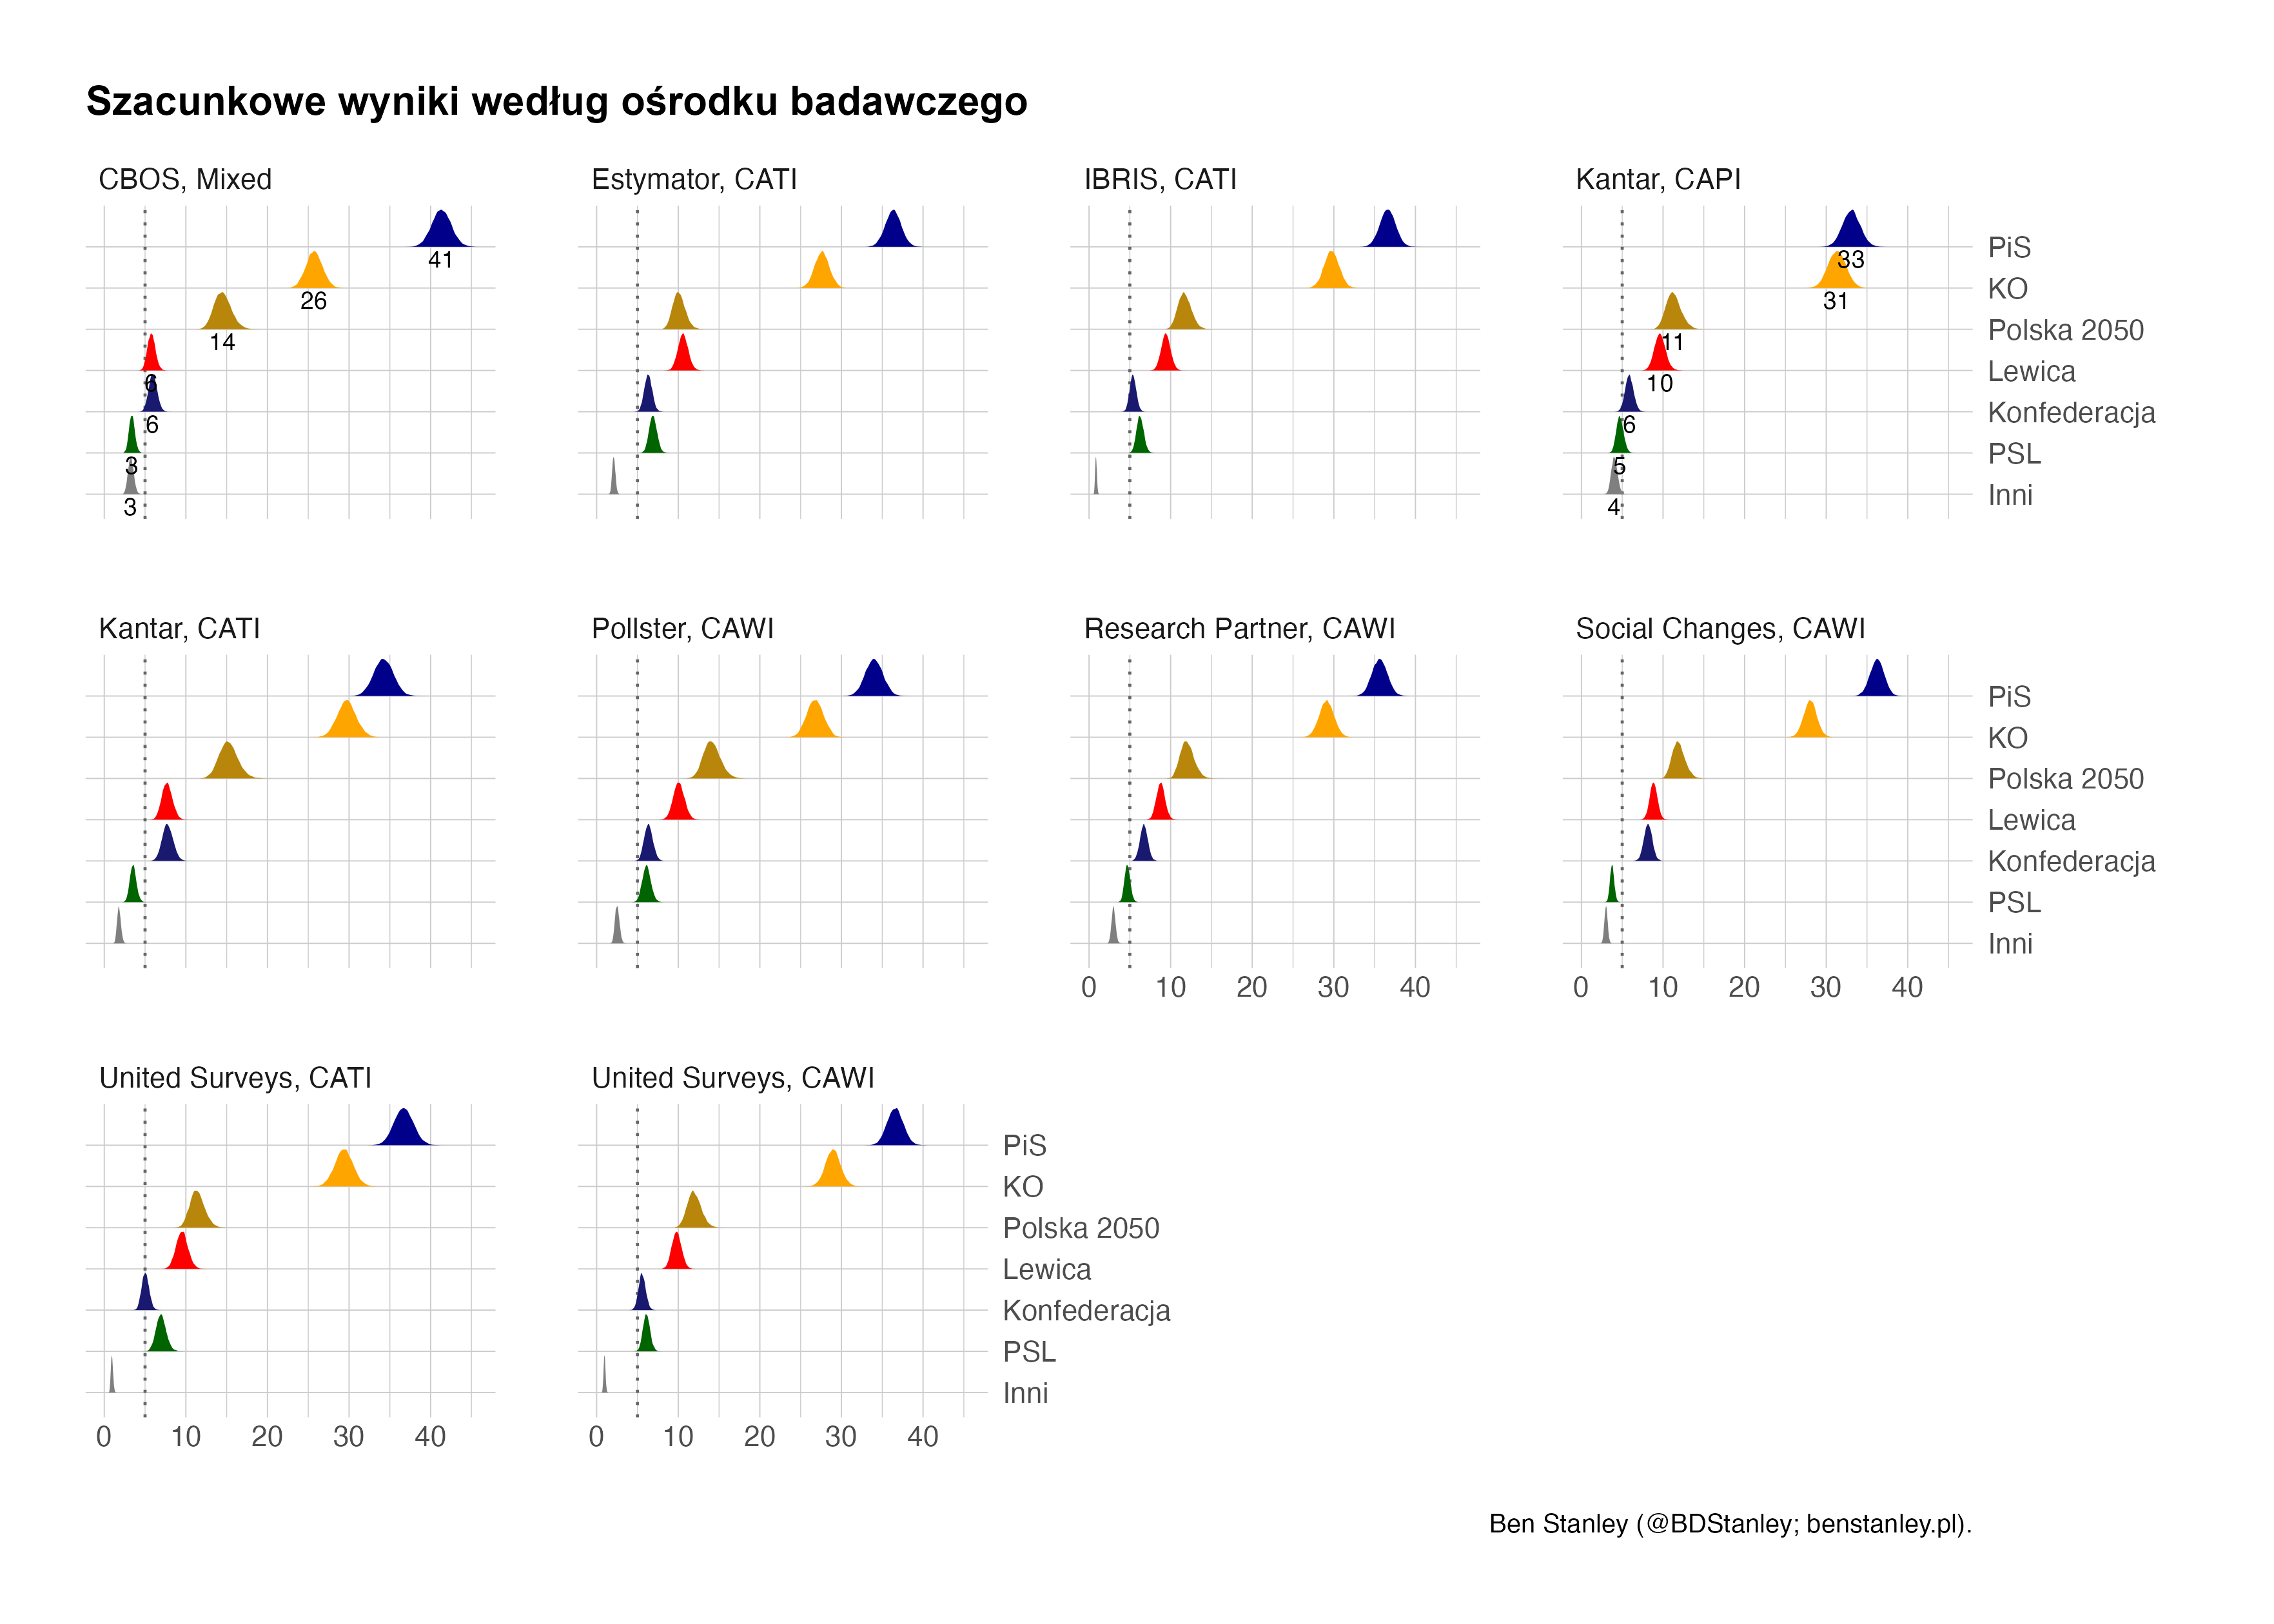 Szacunkowe wyniki według ośrodku badawczego
CBOS, Mixed
Estymator, CATI
IBRIS, CATI
Kantar, CAPI
41
26
14
6
6
3
3
33
31
11
10
6
5
4
PiS
KO
Polska 2050
Lewica
Konfederacja
PSL
Inni
Kantar, CATI
Pollster, CAWI
Research Partner, CAWI
Social Changes, CAWI
PiS
KO
Polska 2050
Lewica
Konfederacja
PSL
Inni
0 10 20 30 40
0 10 20 30 40
United Surveys, CATI
United Surveys, CAWI
PiS
KO
Polska 2050
Lewica
Konfederacja
PSL
Inni
0 10 20 30 40
0 10 20 30 40
Ben Stanley (@BDStanley; benstanley.pl).